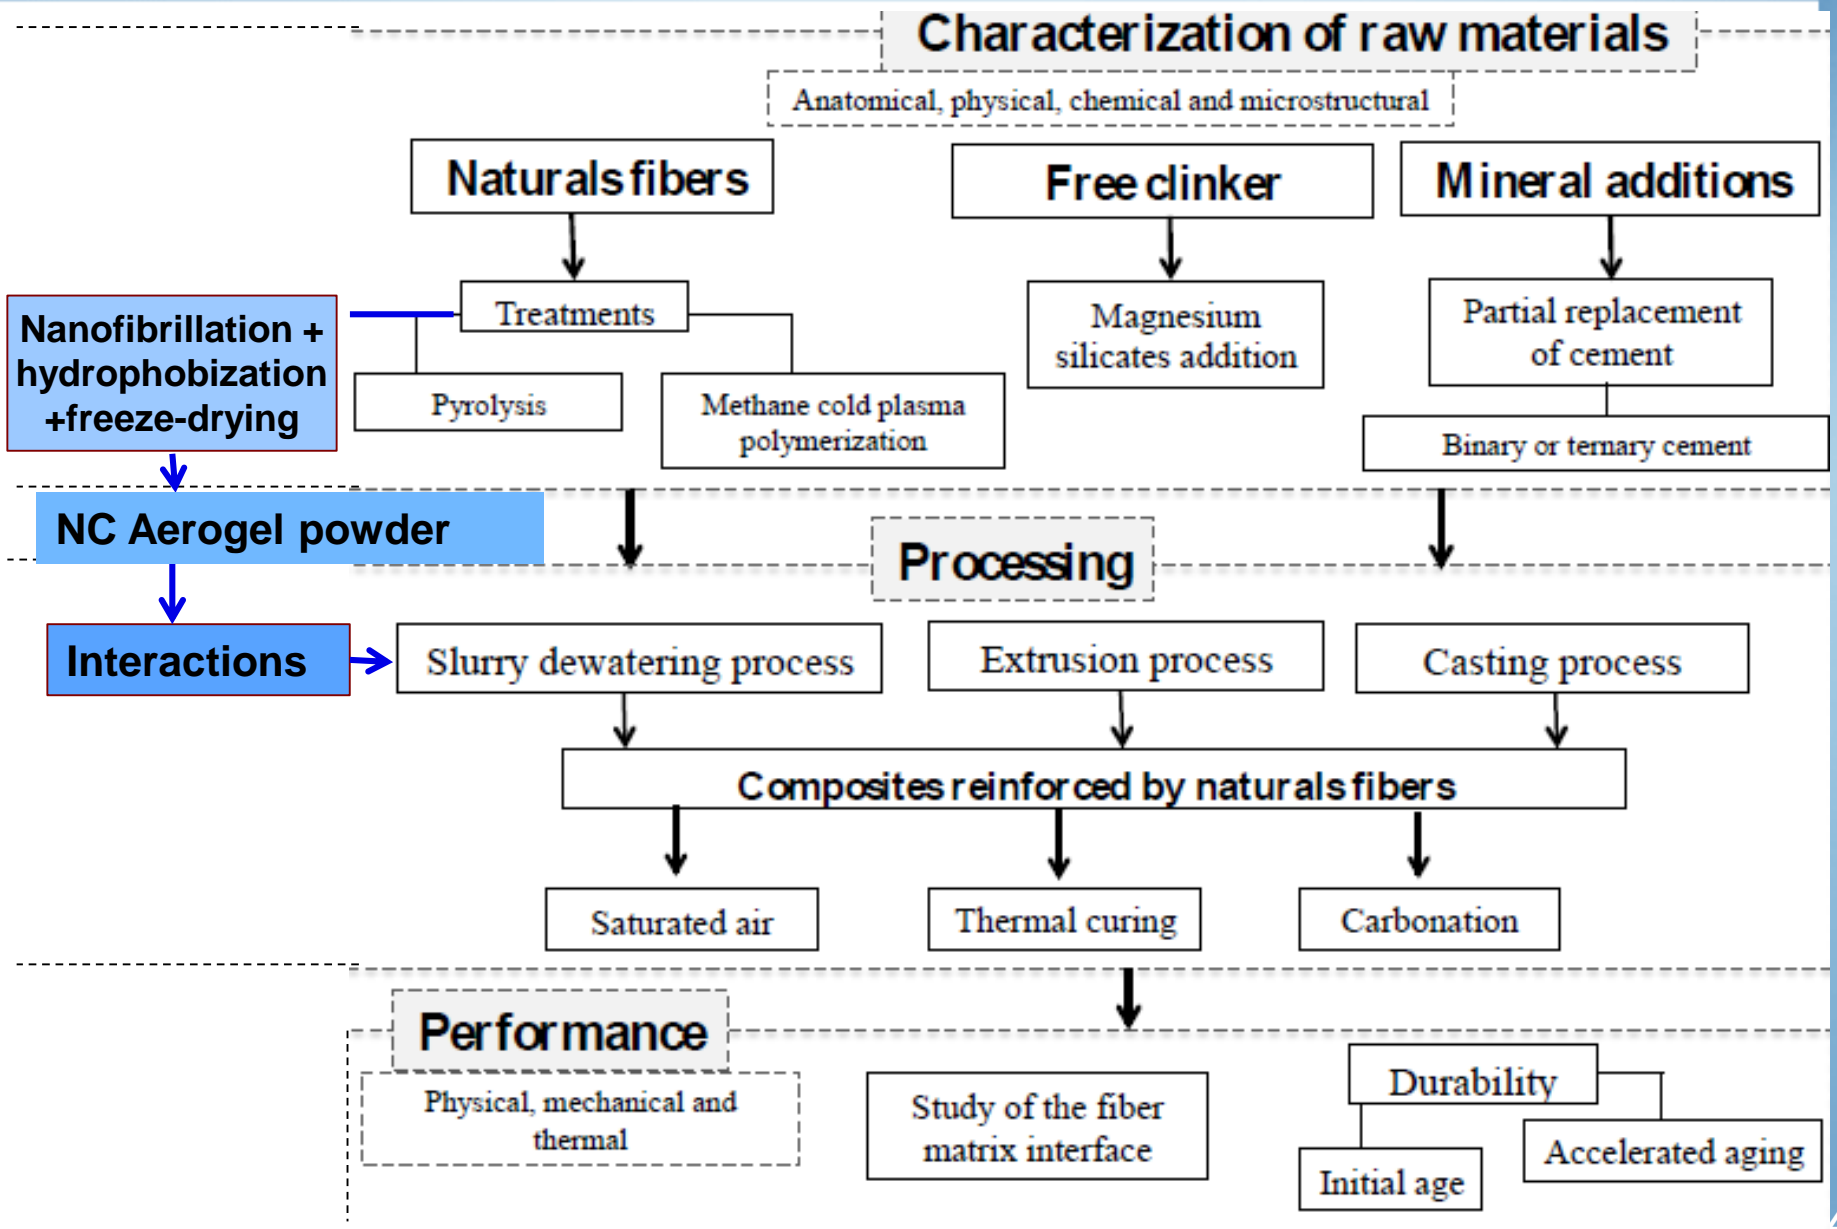 Characterization of raw materials
Anatomical, physical, chemical and microstructural
Naturals fibers
Free clinker
Mineral additions
Treatments
Nanofibrillation +
hydrophobization
+freeze-drying
Pyrolysis
Methane cold plasma
polymerization
Magnesium
silicates addition
Partial replacement
of cement
Binary or ternary cement
NC Aerogel powder
Processing
Interactions
Slurry dewatering process
Extrusion process
Casting process
Composites reinforced by naturals fibers
Saturated air
Thermal curing
Carbonation
Performance
Physical, mechanical and
thermal
Study of the fiber
matrix interface
Durability
Initial age
Accelerated aging